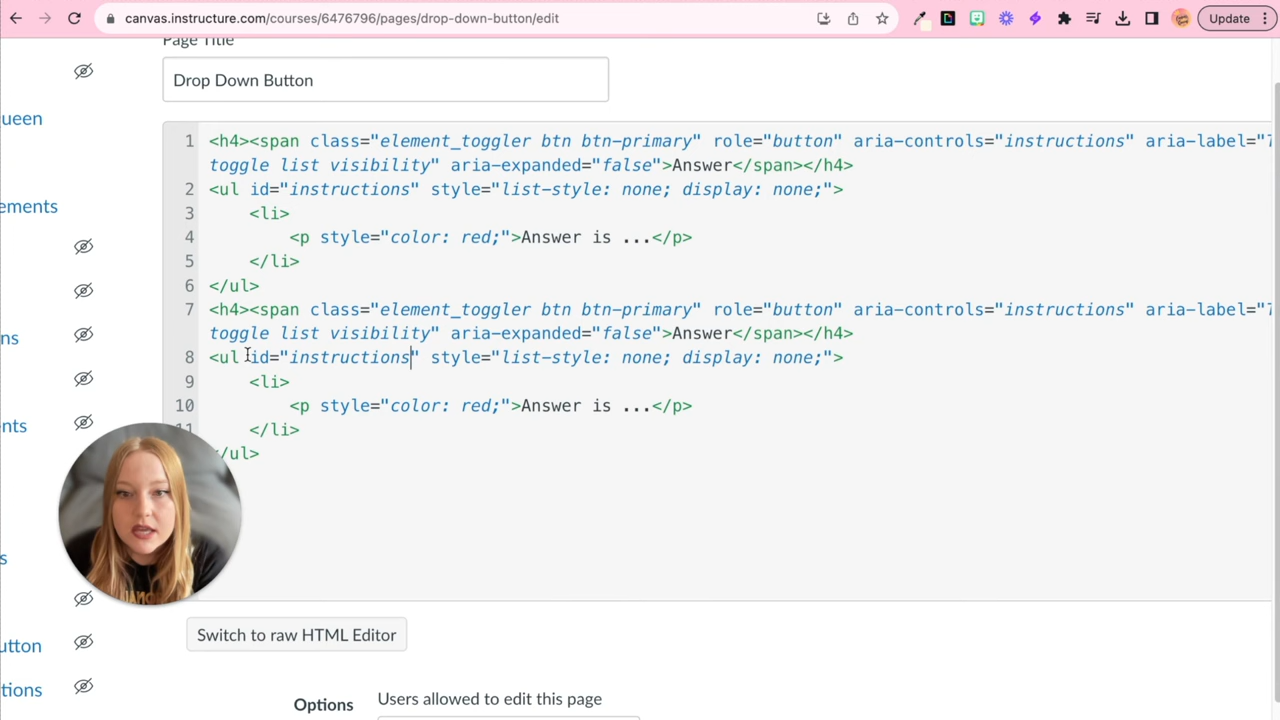 canvas.instructure.com/courses/6476796/pages/drop-down-button/edit
Update
Page Title
Drop Down Button
ueen
ements
ns
nts
s
utton
tions
1 <h4><span class="element_toggler btn btn-primary" role="button" aria-controls="instructions" aria-label="
toggle list visibility" aria-expanded="false">Answer</span></h4>
2 <ul id="instructions" style="list-style: none; display: none;">
3 <li>
4 <p style="color: red;">Answer is ...</p>
5 </li>
6 </ul>
7 <h4><span class="element_toggler btn btn-primary" role="button" aria-controls="instructions" aria-label="
toggle list visibility" aria-expanded="false">Answer</span></h4>
8 <ul id="instructions" style="list-style: none; display: none;">
9 <li>
10 <p style="color: red;">Answer is ...</p>
11 </li>
/ul>
Switch to raw HTML Editor
Options
Users allowed to edit this page